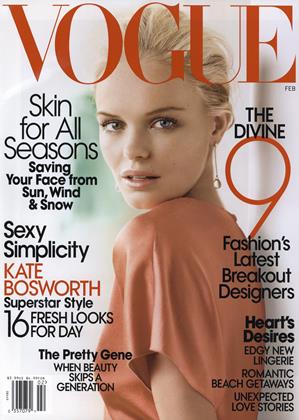 VOGUE
FEB
Skin
for All
Seasons
Saving
Your Face from
Sun, Wind
& Snow
Sexy
Simplicity
KATE
BOSWORTH
Superstar Style
16 FRESH LOOKS
FOR DAY
The Pretty Gene
WHEN BEAUTY
SKIPS A
GENERATION
THE
DIVINE
9
Fashion's
Latest
Breakout
Designers
Heart's
Desires
EDGY NEW
LINGERIE
ROMANTIC
BEACH GETAWAYS
UNEXPECTED
LOVE STORIES